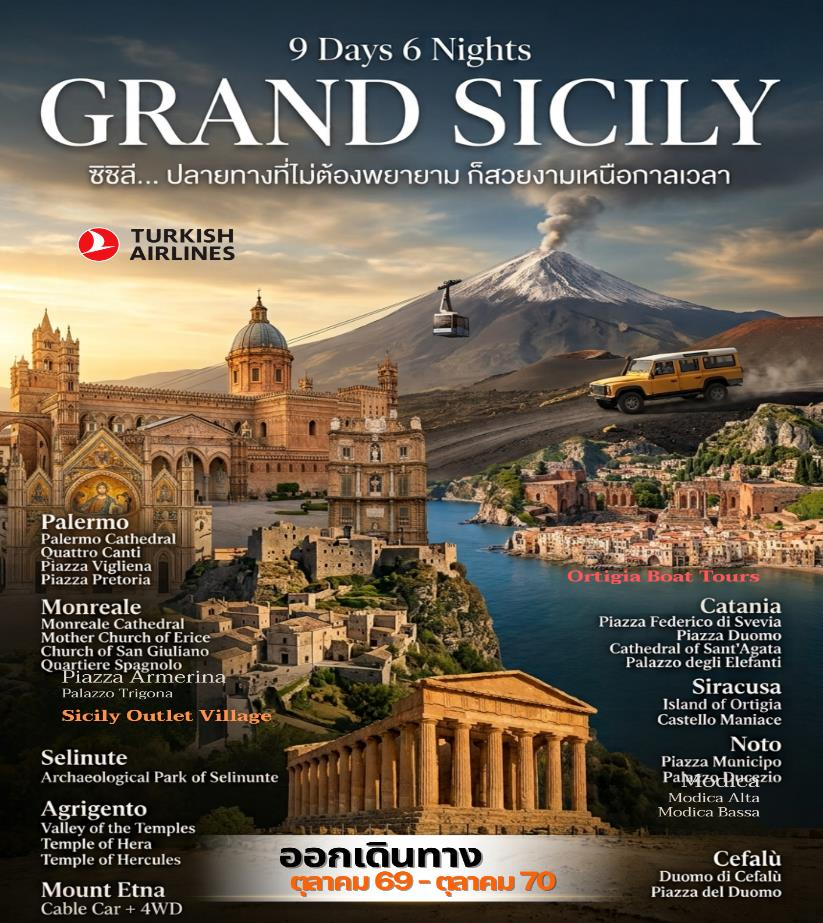 9 Days 6 Nights
GRAND SICILY
ซิซิลี... ปลายทางที่ไม่ต้องพยายาม ก็สวยงามเหนือกาลเวลา
TURKISH
AIRLINES
Palermo
Palermo Cathedral
Quattro Canti
Piazza Vigliena
Piazza Pretoria
Monreale
Monreale Cathedral
Mother Church of Erice
Church of San Giuliano
Quartiere Spagnolo
Piazza Armerina
Palazzo Trigona
Sicily Outlet Village
Selinute
Archaeological Park of Selinunte
Agrigento
Valley of the Temples
Temple of Hera
Temple of Hercules
Mount Etna
Cable Car + 4WD
Ortigia Boat Tours
Catania
Piazza Federico di Svevia
Piazza Duomo
Cathedral of Sant'Agata
Palazzo degli Elefanti
Siracusa
Island of Ortigia
Castello Maniace
Noto
Piazza Municipo
Palazzo Ducezio
Modica
Modica Alta
Modica Bassa
Cefalù
Duomo di Cefalù
Piazza del Duomo
ออกเดินทาง
ตุลาคม 69 - ตุลาคม 70